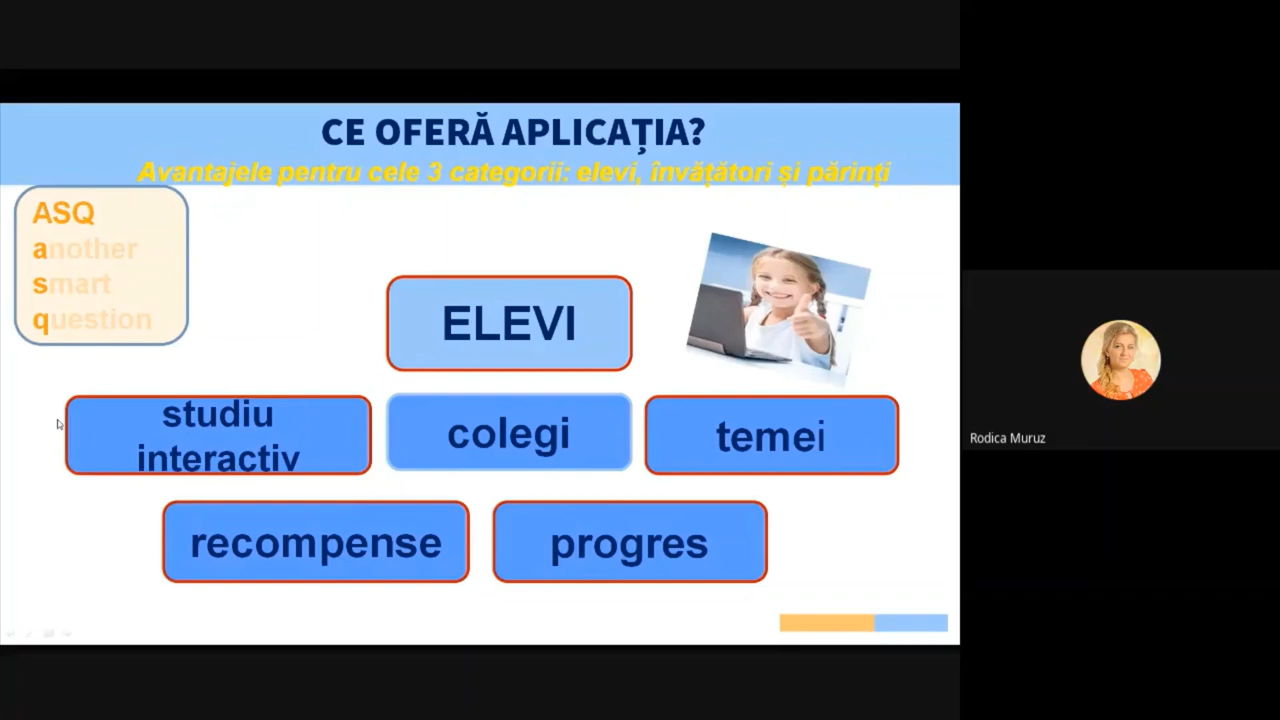 CE OFERĂ APLICAȚIA?
Avantajele pentru cele 3 categorii: elevi, învățători și părinți
ASQ
another
smart
question
ELEVI
studiu
interactiv
colegi
temei
recompense
progres
Rodica Muruz